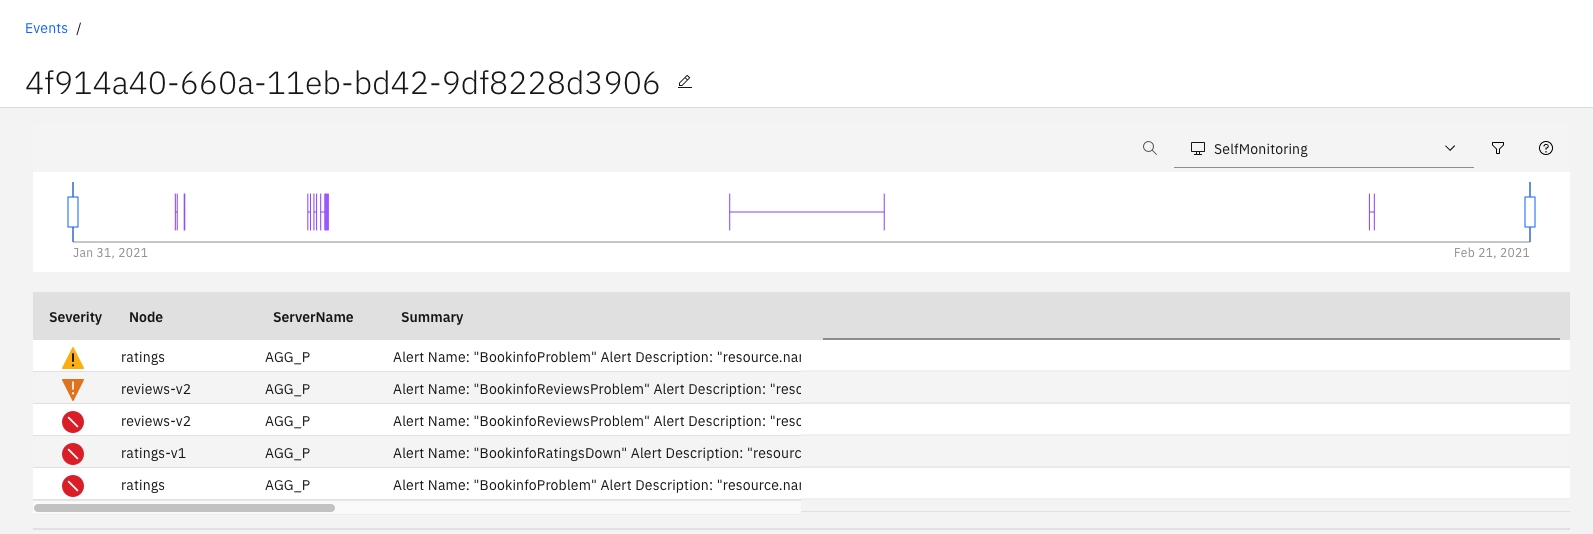 Events /
4f914a40-660a-11eb-bd42-9df8228d3906
SelfMonitoring
Jan 31, 2021 Feb 21, 2021
Severity Node ServerName Summary
ratings AGG_P Alert Name: "BookinfoProblem" Alert Description: "resource.nar
reviews-v2 AGG_P Alert Name: "BookinfoReviewsProblem" Alert Description: "resc
reviews-v2 AGG_P Alert Name: "BookinfoReviewsProblem" Alert Description: "resc
ratings-v1 AGG_P Alert Name: "BookinfoRatingsDown" Alert Description: "resourc
ratings AGG_P Alert Name: "BookinfoProblem" Alert Description: "resource.nar